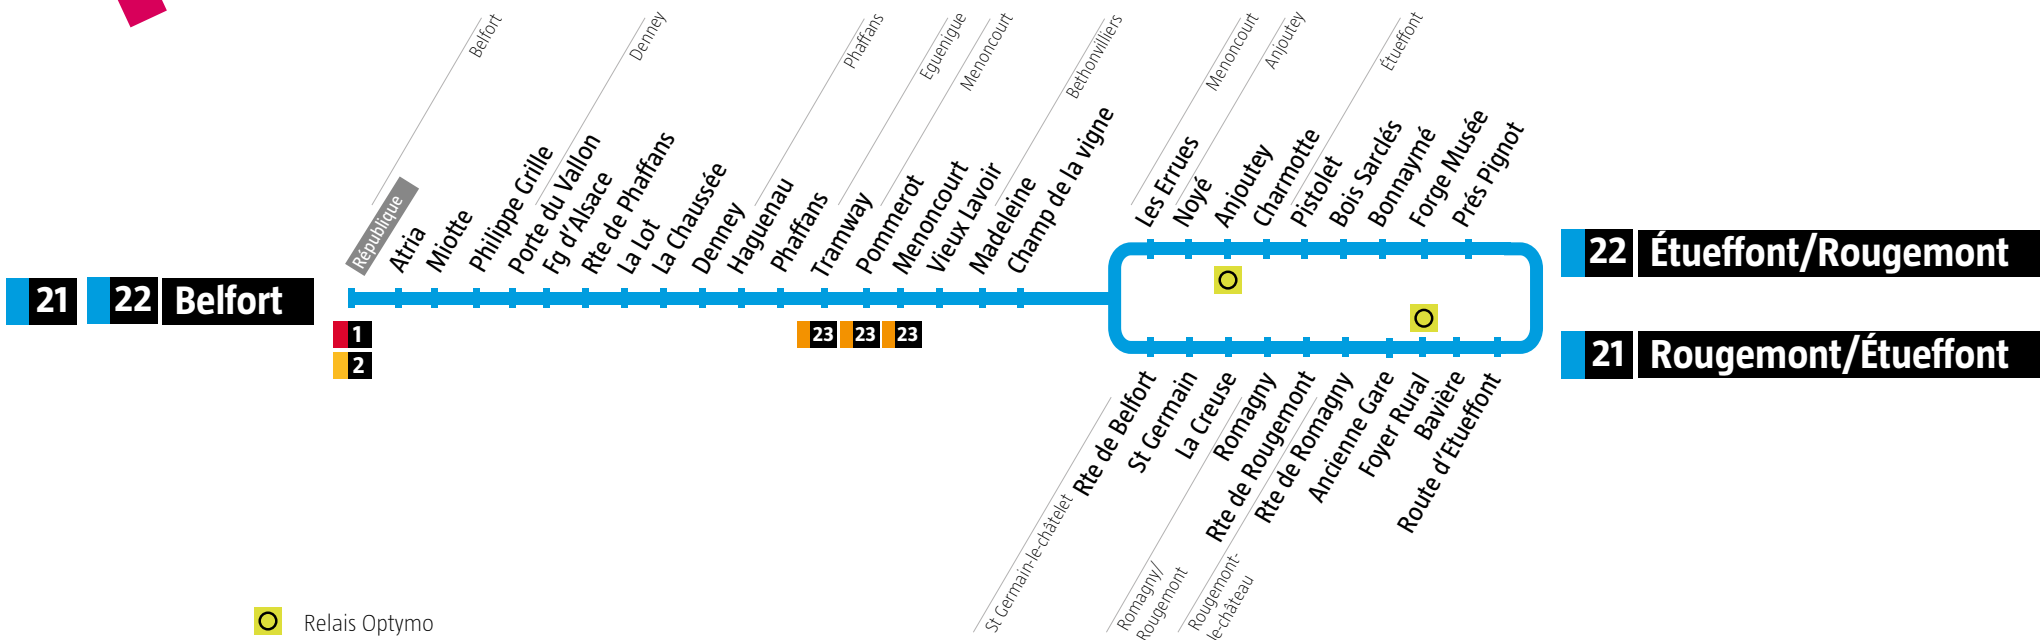 Belfort
Denney
Phaffans
Eguenigue
Menoncourt
Bethonvilliers
Menoncourt
Anjoutey
Étueffont
République
Atria
Miotte
Philippe Grille
Porte du Vallon
Fg d'Alsace
Rte de Phaffans
La Lot
La Chaussée
Denney
Haguenau
Phaffans
Tramway
Pommerot
Menoncourt
Vieux Lavoir
Madeleine
Champ de la vigne
Les Errues
Noyé
Anjoutey
Charmotte
Pistolet
Bois Sardés
Bonnaymé
Forge Musée
Prés Pignot
21 22 Belfort
22 Étueffont/Rougemont
21 Rougemont/Étueffont
1
2
23 23 23
Rte de Belfort
St Germain
La Creuse
Romagny
Rte de Rougemont
Rte de Romagny
Ancienne Gare
Foyer Rural
Bavière
Route d'Etueffont
St Germain-le-châtelet
Romagny/
Rougemont
Rougemont-
le-château
Relais Optymo